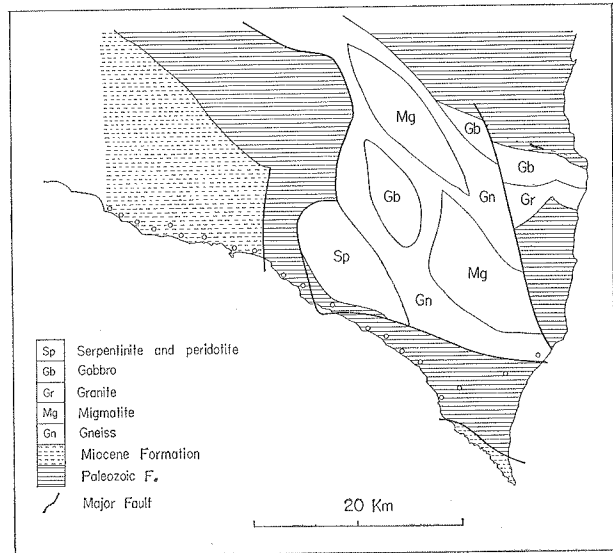 Mg
Gb
Gb
Gr
Gb
Gn
Sp
Mg
Gn
Sp Serpentinite and peridotite
Gb Gabbro
Gr Granite
Mg Migmatite
Gn Gneiss
Miocene Formation
Paleozoic F.
Major Fault
20 Km